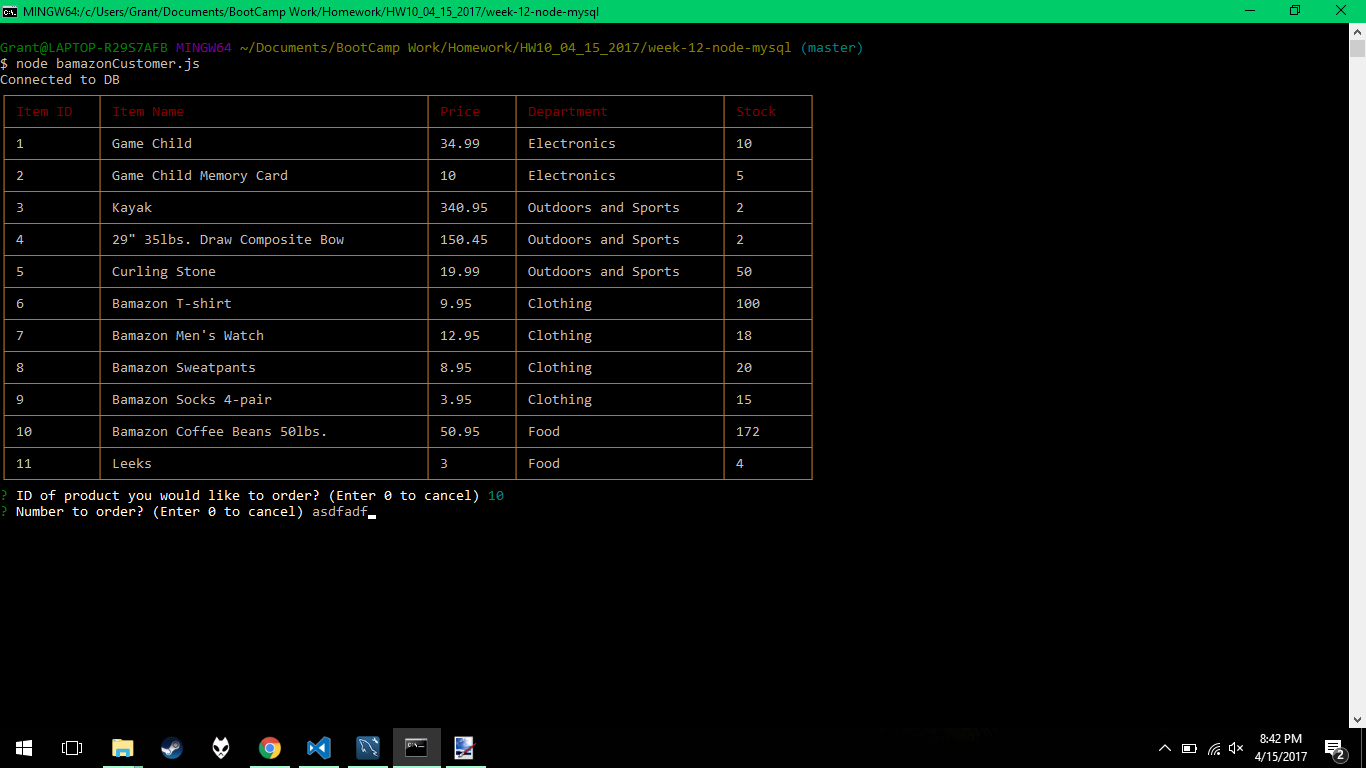 MINGW64:/c/Users/Grant/Documents/BootCamp Work/Homework/HW10_04_15_2017/week-12-node-mysql
Grant@LAPTOP-R29S7AFB MINGW64 ~/Documents/BootCamp Work/Homework/HW10_04_15_2017/week-12-node-mysql (master)
$ node bamazonCustomer.js
Connected to DB
Item ID Item Name Price Department Stock
1 Game Child 34.99 Electronics 10
2 Game Child Memory Card 10 Electronics 5
3 Kayak 340.95 Outdoors and Sports 2
4 29" 35lbs. Draw Composite Bow 150.45 Outdoors and Sports 2
5 Curling Stone 19.99 Outdoors and Sports 50
6 Bamazon T-shirt 9.95 Clothing 100
7 Bamazon Men's Watch 12.95 Clothing 18
8 Bamazon Sweatpants 8.95 Clothing 20
9 Bamazon Socks 4-pair 3.95 Clothing 15
10 Bamazon Coffee Beans 50lbs. 50.95 Food 172
11 Leeks 3 Food 4
? ID of product you would like to order? (Enter 0 to cancel) 10
? Number to order? (Enter 0 to cancel) asdfadf
8:42 PM
4/15/2017
2